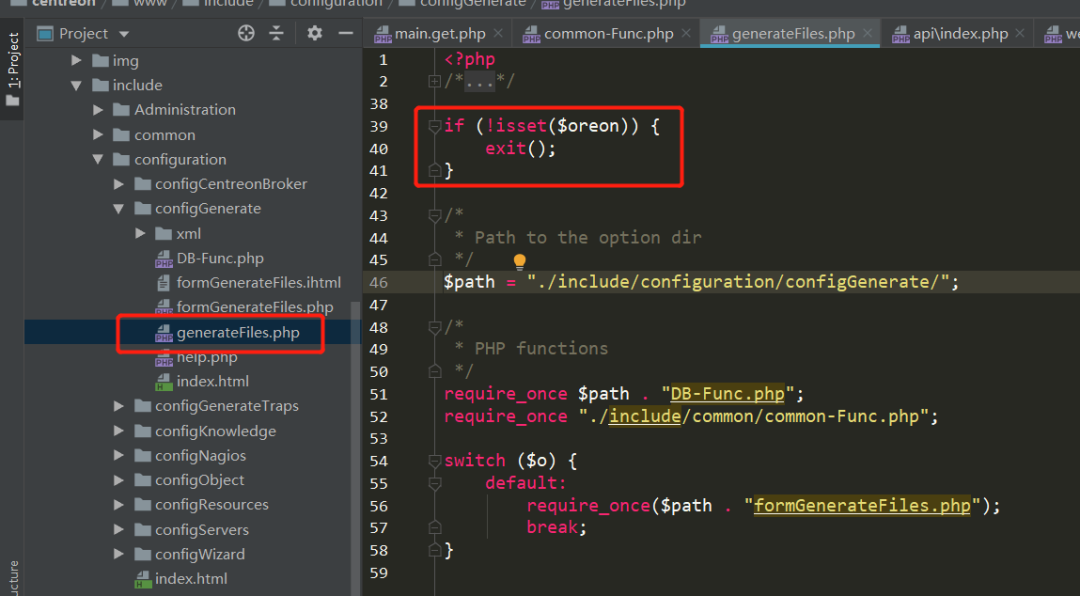 centreon
www
include
configuration
configGenerate
generateFiles.php
1: Project
Project
main.get.php
common-Func.php
generateFiles.php
api\index.php
img
include
Administration
common
configuration
configCentreonBroker
configGenerate
xml
DB-Func.php
formGenerateFiles.ihtml
formGenerateFiles.php
generateFiles.php
help.php
index.html
configGenerateTraps
configKnowledge
configNagios
configObject
configResources
configServers
configWizard
index.html
1 <?php
2 /*...*/
38
39 if (!isset($oreon)) {
40 exit();
41 }
42
43 /*
44 * Path to the option dir
45 */
46 $path = "./include/configuration/configGenerate/";
47
48 /*
49 * PHP functions
50 */
51 require_once $path . "DB-Func.php";
52 require_once "./include/common/common-Func.php";
53
54 switch ($o) {
55 default:
56 require_once($path . "formGenerateFiles.php");
57 break;
58 }
59